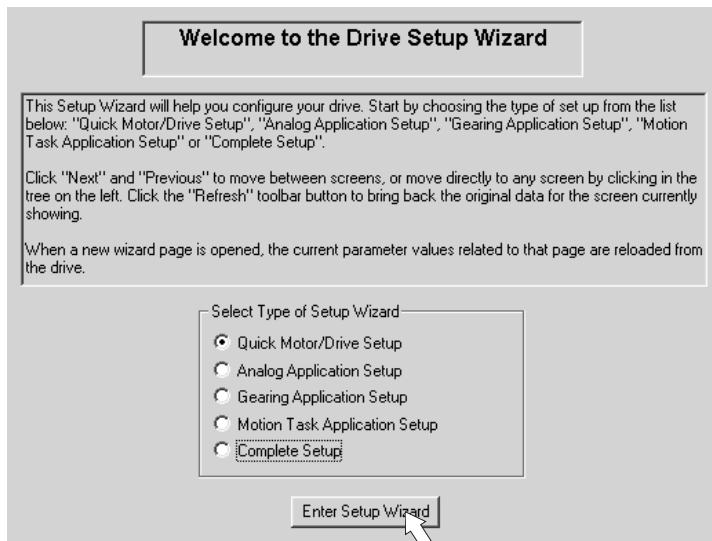 Welcome to the Drive Setup Wizard
This Setup Wizard will help you configure your drive. Start by choosing the type of set up from the list
below: "Quick Motor/Drive Setup", "Analog Application Setup", "Gearing Application Setup", "Motion
Task Application Setup" or "Complete Setup".
Click "Next" and "Previous" to move between screens, or move directly to any screen by clicking in the
tree on the left. Click the "Refresh" toolbar button to bring back the original data for the screen currently
showing.
When a new wizard page is opened, the current parameter values related to that page are reloaded from
the drive.
Select Type of Setup Wizard
Quick Motor/Drive Setup
Analog Application Setup
Gearing Application Setup
Motion Task Application Setup
Complete Setup
Enter Setup Wizard